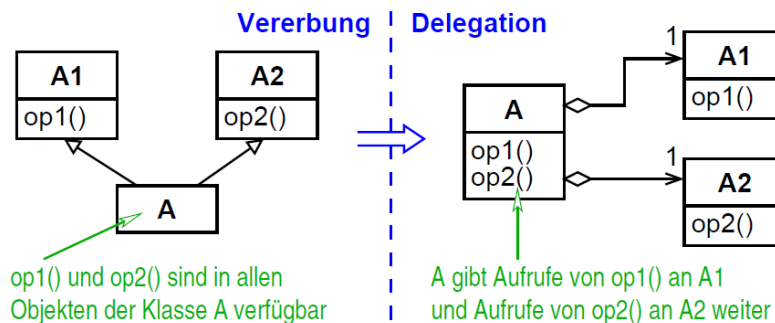 Vererbung
A1
op1()
A2
op2()
A
op1() und op2() sind in allen
Objekten der Klasse A verfügbar
Delegation
A
op1()
op2()
1
A1
op1()
1
A2
op2()
A gibt Aufrufe von op1() an A1
und Aufrufe von op2() an A2 weiter